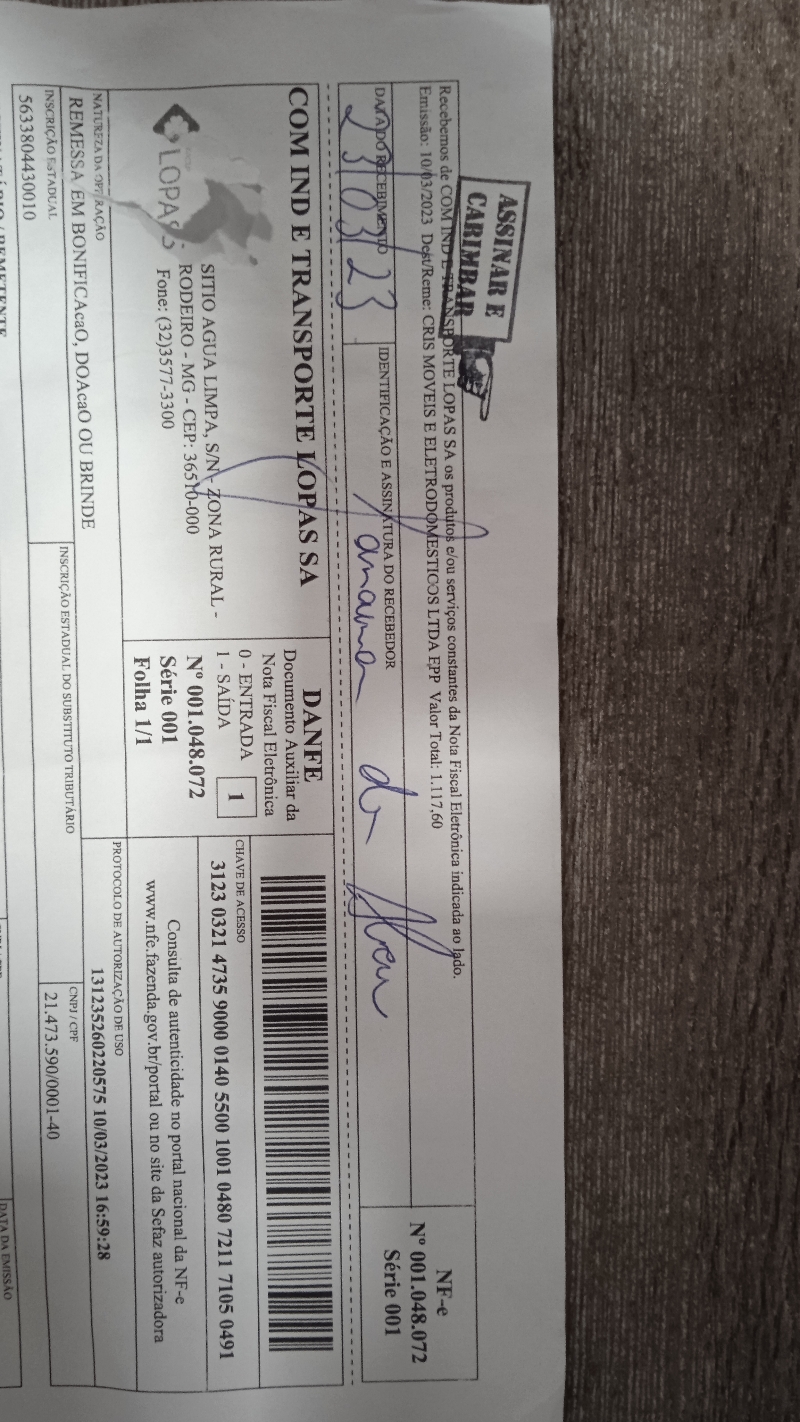 ASSINAR E
CARIMBAR
Recebemos de COM IND E TRANSPORTE LOPAS SA os produtos e/ou serviços constantes da Nota Fiscal Eletrônica indicada ao lado.
Emissão: 10/03/2023 Dest/Reme: CRIS MOVEIS E ELETRODOMESTICOS LTDA EPP Valor Total: 1.117,60
NF-e
Nº 001.048.072
Série 001
DATA DO RECEBIMENTO
23/03/23
IDENTIFICAÇÃO E ASSINATURA DO RECEBEDOR
COM IND E TRANSPORTE LOPAS SA
LOPAS
SITIO AGUA LIMPA, S/N - ZONA RURAL -
RODEIRO - MG - CEP: 36510-000
Fone: (32)3577-3300
DANFE
Documento Auxiliar da
Nota Fiscal Eletrônica
0 - ENTRADA
1 - SAÍDA
1
Nº 001.048.072
Série 001
Folha 1/1
CHAVE DE ACESSO
3123 0321 4735 9000 0140 5500 1001 0480 7211 7105 0491
Consulta de autenticidade no portal nacional da NF-e
www.nfe.fazenda.gov.br/portal ou no site da Sefaz autorizadora
NATUREZA DA OPERAÇÃO
REMESSA EM BONIFICAcaO, DOAcaO OU BRINDE
PROTOCOLO DE AUTORIZAÇÃO DE USO
131235260220575 10/03/2023 16:59:28
INSCRIÇÃO ESTADUAL
5633804430010
INSCRIÇÃO ESTADUAL DO SUBSTITUTO TRIBUTÁRIO
CNPJ / CPF
21.473.590/0001-40
DATA DA EMISSÃO